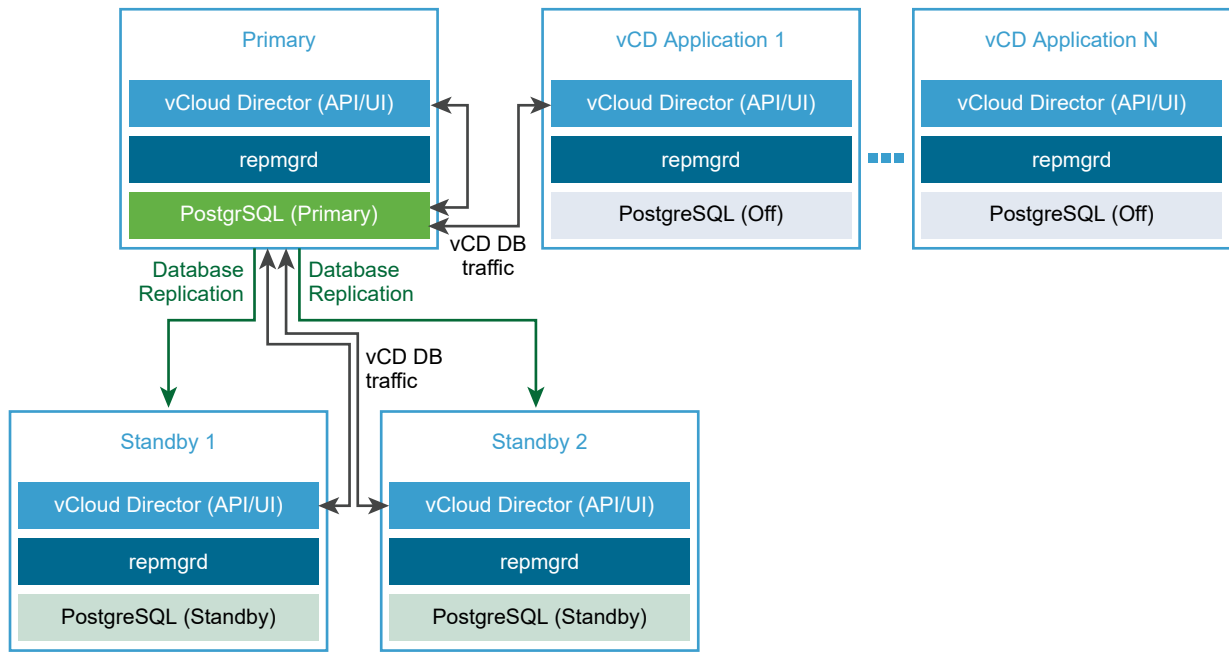 Primary
vCloud Director (API/UI)
repmgrd
PostgrSQL (Primary)
vCD Application 1
vCloud Director (API/UI)
repmgrd
PostgreSQL (Off)
vCD Application N
vCloud Director (API/UI)
repmgrd
PostgreSQL (Off)
vCD DB
traffic
Database
Replication
Database
Replication
vCD DB
traffic
Standby 1
vCloud Director (API/UI)
repmgrd
PostgreSQL (Standby)
Standby 2
vCloud Director (API/UI)
repmgrd
PostgreSQL (Standby)